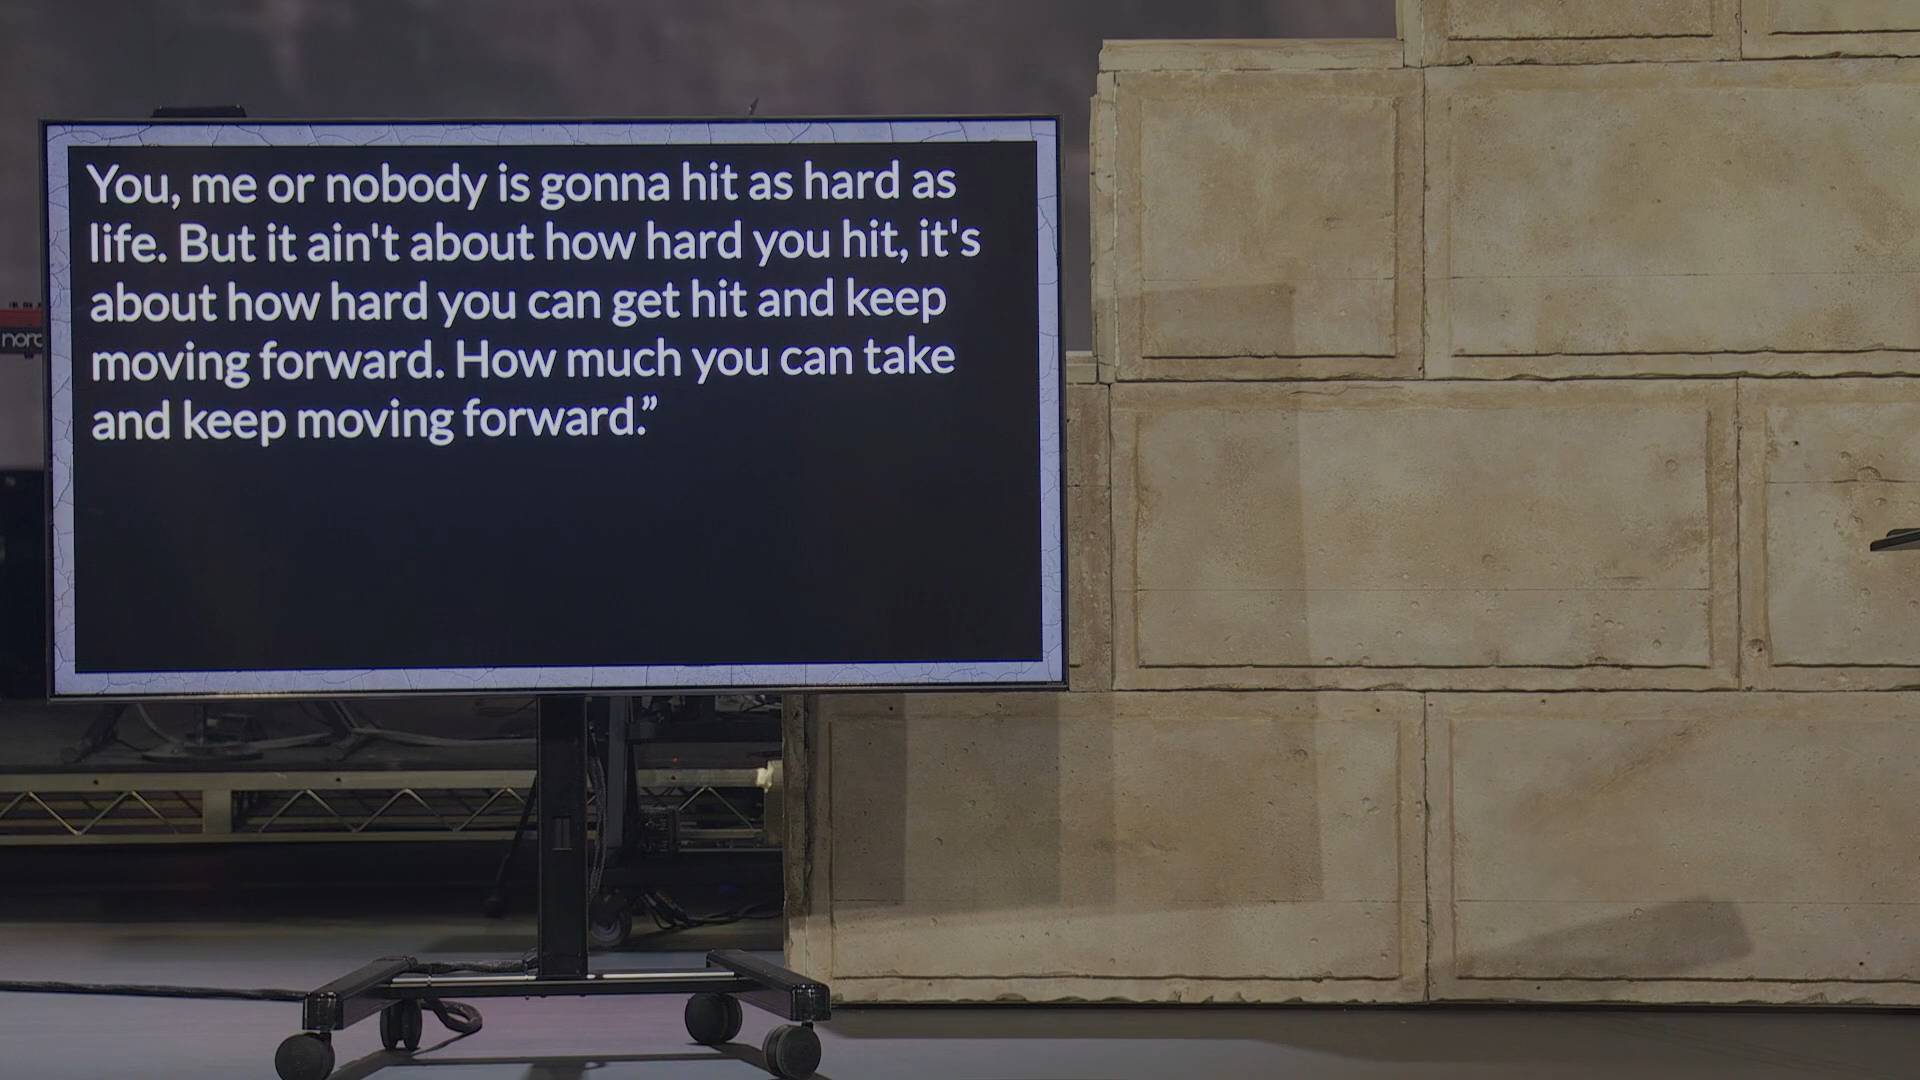 You, me or nobody is gonna hit as hard as
life. But it ain't about how hard you hit, it's
about how hard you can get hit and keep
moving forward. How much you can take
and keep moving forward.”
nord